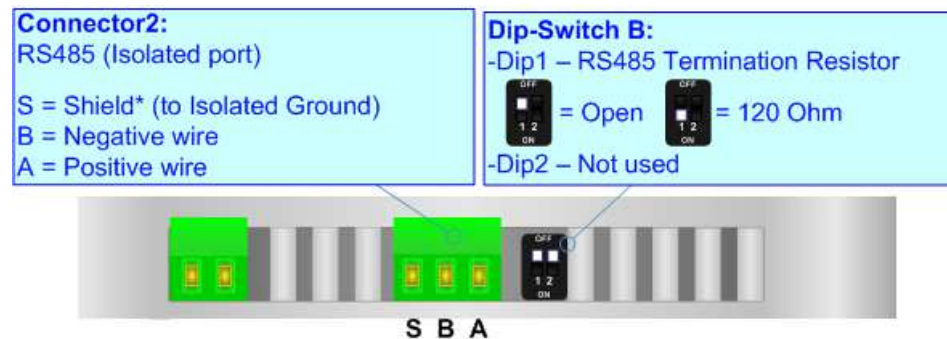 Connector2:
RS485 (Isolated port)
S = Shield* (to Isolated Ground)
B = Negative wire
A = Positive wire
Dip-Switch B:
-Dip1 – RS485 Termination Resistor
OFF
1 2
ON
= Open
OFF
1 2
ON
= 120 Ohm
-Dip2 – Not used
OFF
1 2
ON
S B A